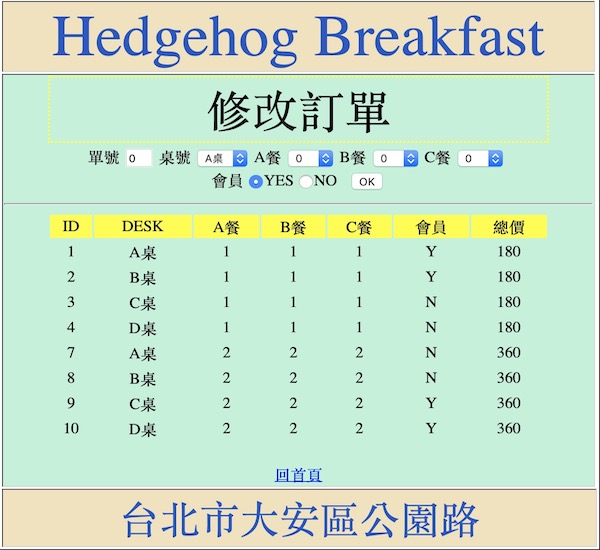 Hedgehog Breakfast
修改訂單
單號 0 桌號 A桌 A餐 0 B餐 0 C餐 0
會員 YES NO OK
ID DESK A餐 B餐 C餐 會員 總價
1 A桌 1 1 1 Y 180
2 B桌 1 1 1 Y 180
3 C桌 1 1 1 N 180
4 D桌 1 1 1 N 180
7 A桌 2 2 2 N 360
8 B桌 2 2 2 N 360
9 C桌 2 2 2 Y 360
10 D桌 2 2 2 Y 360
回首頁
台北市大安區公園路